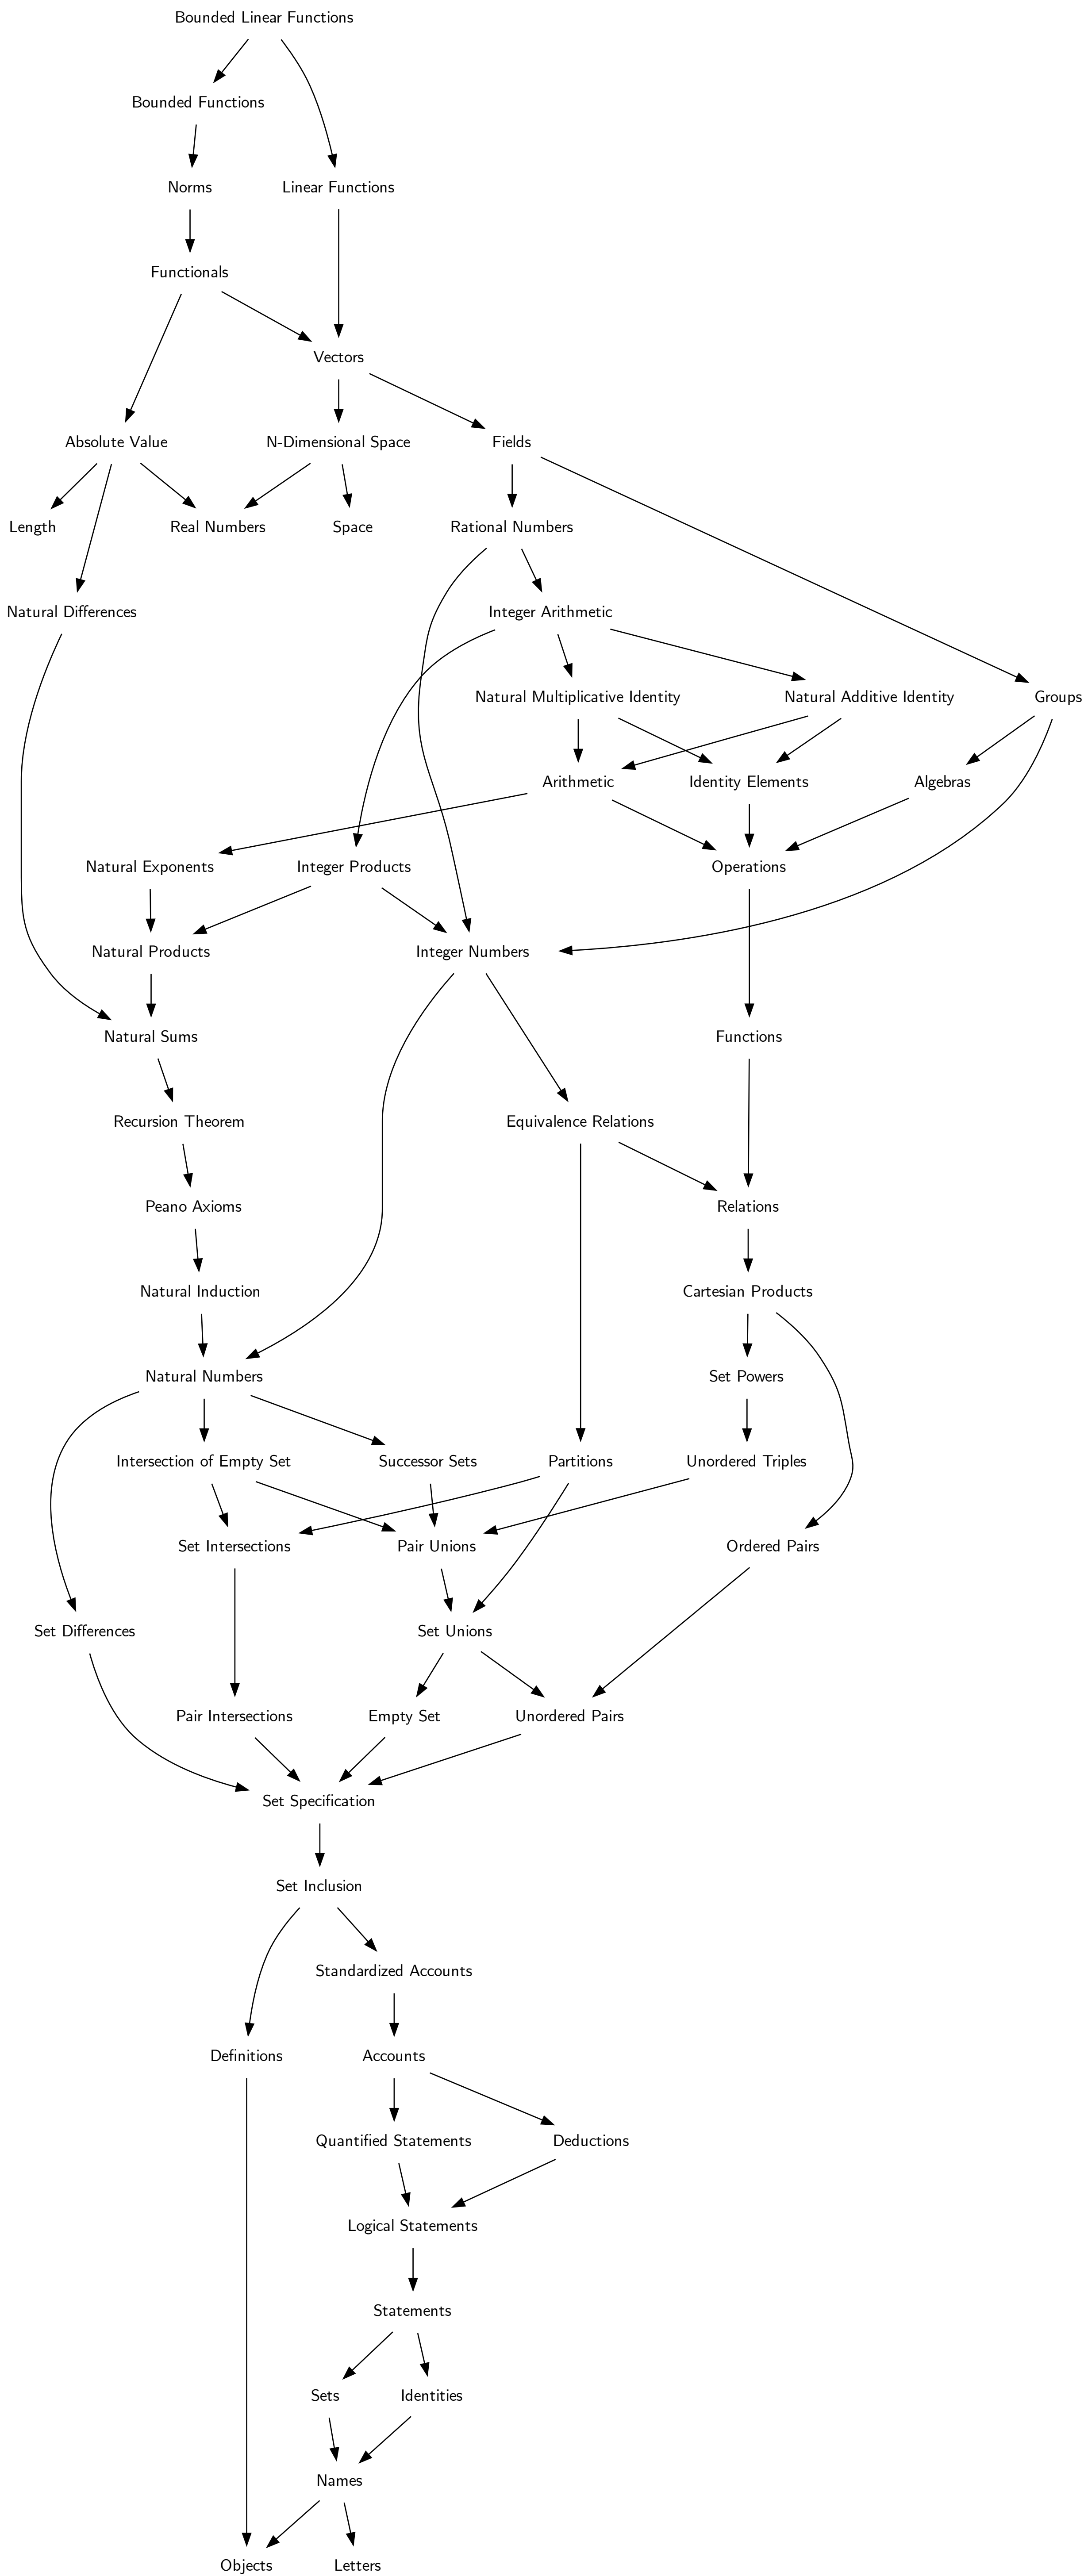 Bounded Linear Functions
Bounded Functions
Norms
Linear Functions
Functionals
Vectors
Absolute Value
N-Dimensional Space
Fields
Length
Real Numbers
Space
Rational Numbers
Natural Differences
Integer Arithmetic
Natural Multiplicative Identity
Natural Additive Identity
Groups
Arithmetic
Identity Elements
Algebras
Natural Exponents
Integer Products
Operations
Natural Products
Integer Numbers
Natural Sums
Functions
Recursion Theorem
Equivalence Relations
Peano Axioms
Relations
Natural Induction
Cartesian Products
Natural Numbers
Set Powers
Intersection of Empty Set
Successor Sets
Partitions
Unordered Triples
Set Intersections
Pair Unions
Ordered Pairs
Set Differences
Set Unions
Pair Intersections
Empty Set
Unordered Pairs
Set Specification
Set Inclusion
Standardized Accounts
Definitions
Accounts
Quantified Statements
Deductions
Logical Statements
Statements
Sets
Identities
Names
Objects
Letters